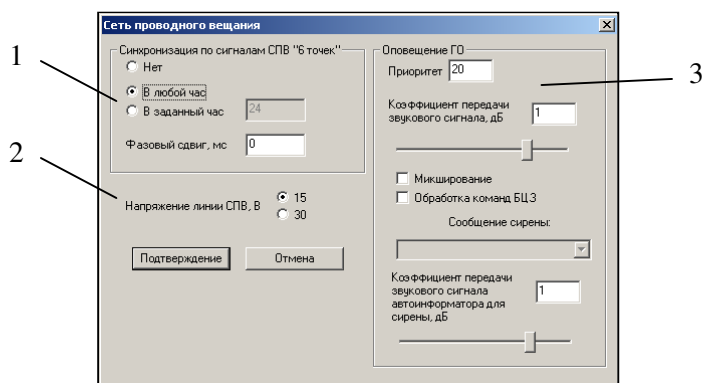 Сеть проводного вещания
1
2
3
Синхронизация по сигналам СПВ "6 точек"
Нет
В любой час
В заданный час
24
Фазовый сдвиг, мс
0
Напряжение линии СПВ, В
15
30
Подтверждение
Отмена
Оповещение ГО
Приоритет
20
Коэффициент передачи
звукового сигнала, дБ
1
Микширование
Обработка команд БЦЗ
Сообщение сирены:
Коэффициент передачи
звукового сигнала
автоинформатора для
сирены, дБ
1